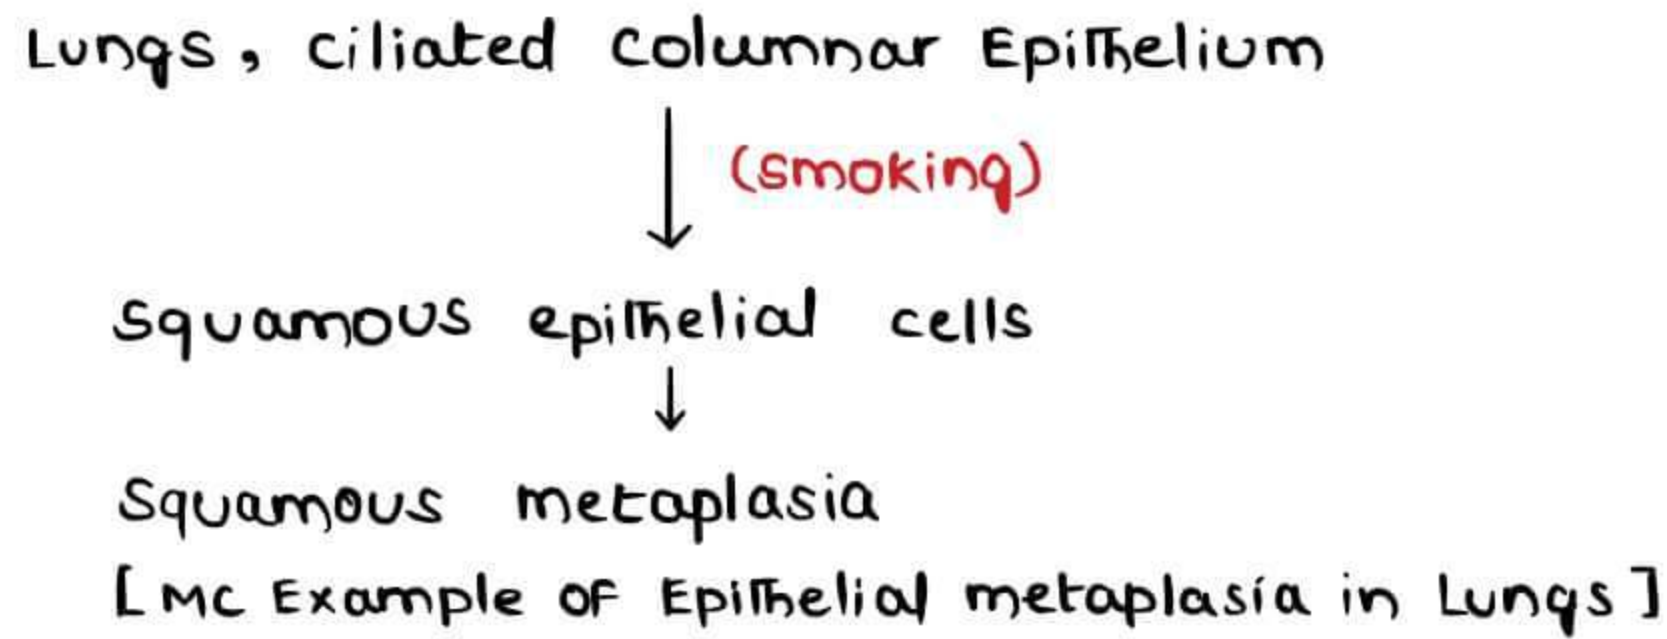 Lungs, ciliated columnar Epithelium
(smoking)
Squamous epithelial cells
Squamous metaplasia
[MC Example of Epithelial metaplasia in Lungs]